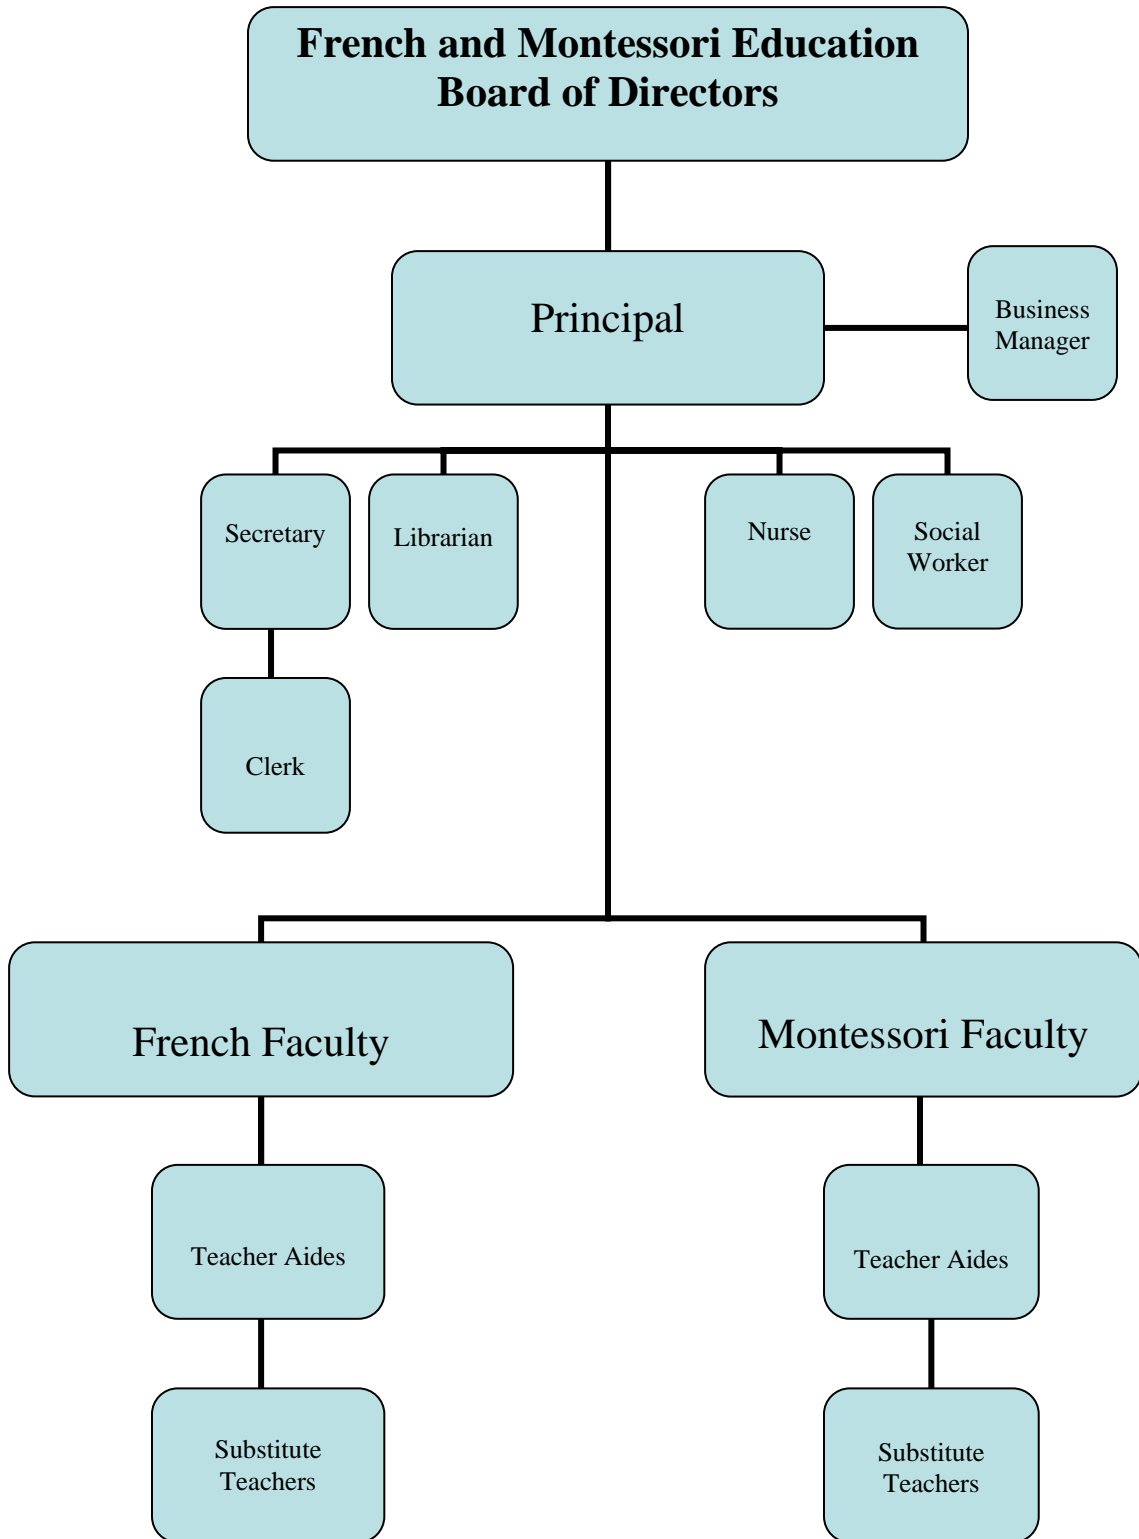 French and Montessori Education
Board of Directors
Principal
Business
Manager
Secretary
Librarian
Nurse
Social
Worker
Clerk
French Faculty
Montessori Faculty
Teacher Aides
Teacher Aides
Substitute
Teachers
Substitute
Teachers